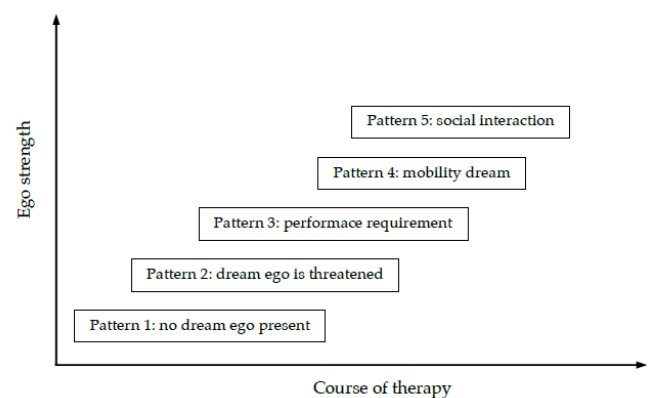 Ego strength
Pattern 5: social interaction
Pattern 4: mobility dream
Pattern 3: performace requirement
Pattern 2: dream ego is threatened
Pattern 1: no dream ego present
Course of therapy